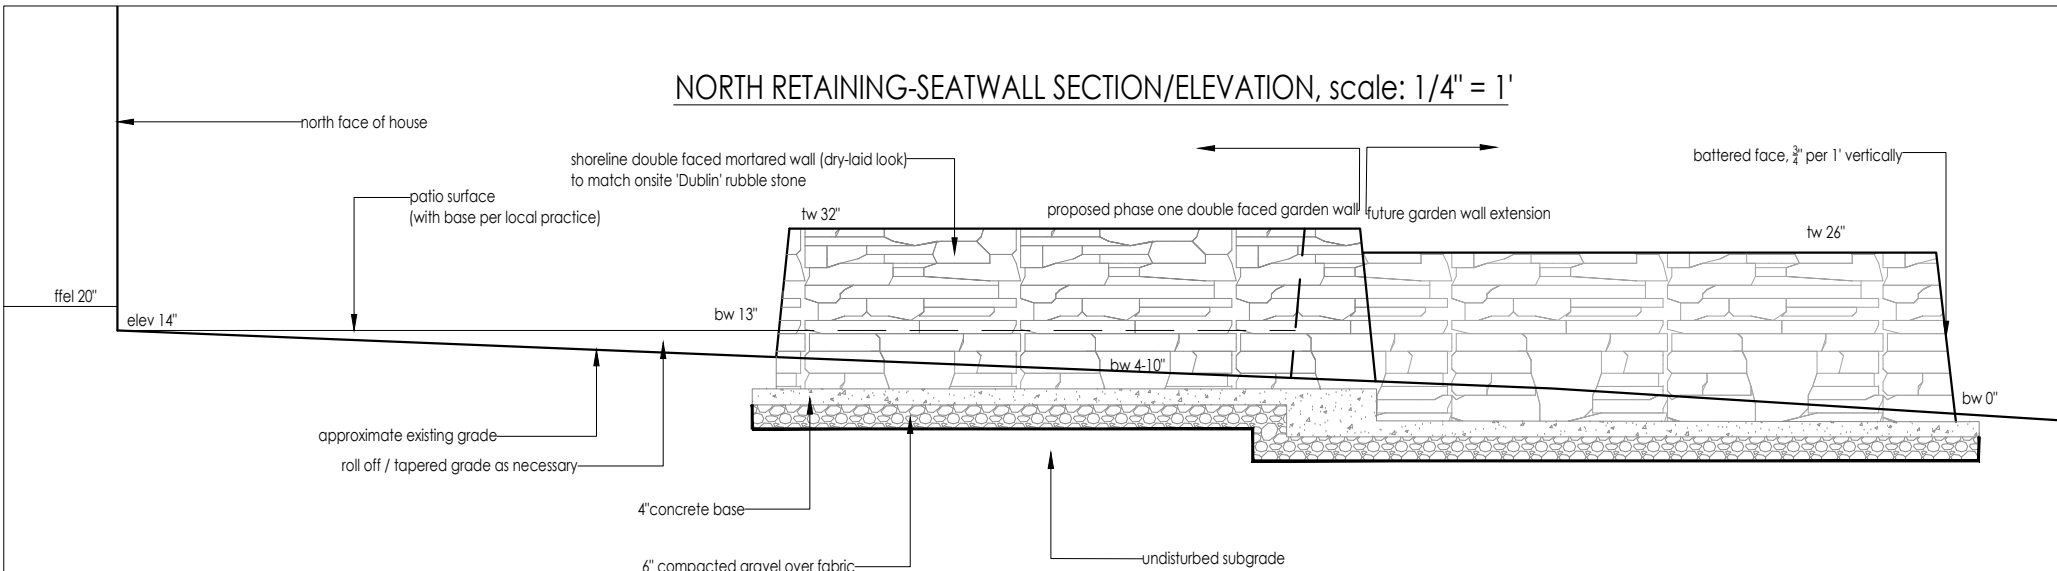 NORTH RETAINING-SEATWALL SECTION/ELEVATION, scale: 1/4" = 1'
north face of house
shoreline double faced mortared wall (dry-laid look)
to match onsite 'Dublin' rubble stone
battered face, 3/4" per 1' vertically
patio surface
(with base per local practice)
tw 32"
proposed phase one double faced garden wall
future garden wall extension
tw 26"
ffel 20"
elev 14"
bw 13"
bw 4-10"
bw 0"
approximate existing grade
roll off / tapered grade as necessary
4"concrete base
undisturbed subgrade
6" compacted gravel over fabric